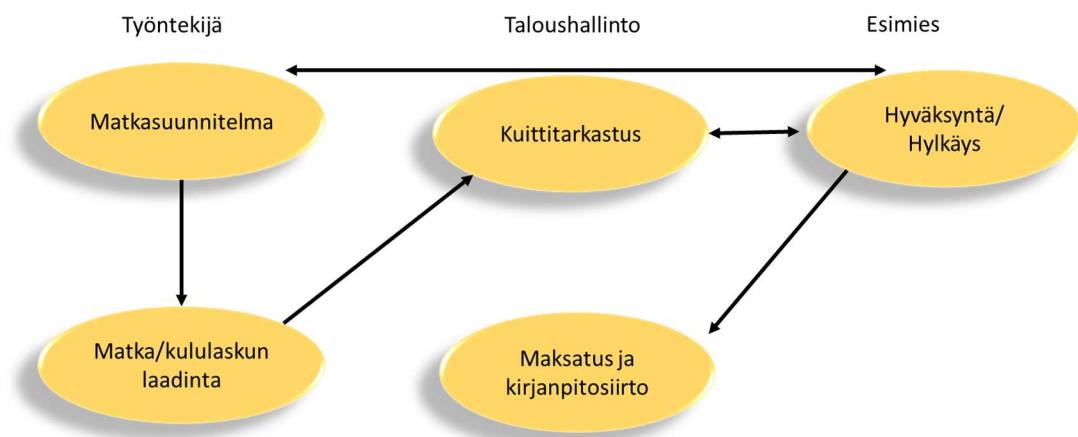 Työntekijä
Taloushallinto
Esimies
Matkasuunnitelma
Kuittitarkastus
Hyväksyntä/
Hylkäys
Matka/kululaskun
laadinta
Maksatus ja
kirjanpitosiirto